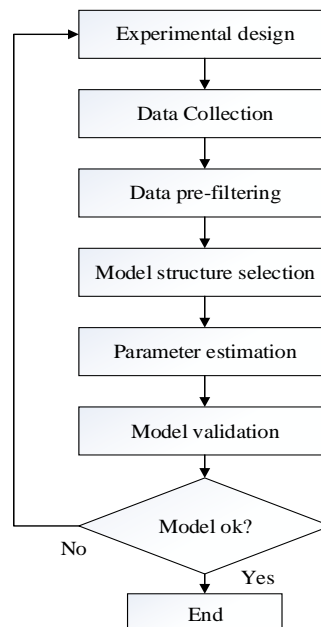 Experimental design
Data Collection
Data pre-filtering
Model structure selection
Parameter estimation
Model validation
Model ok?
No
Yes
End